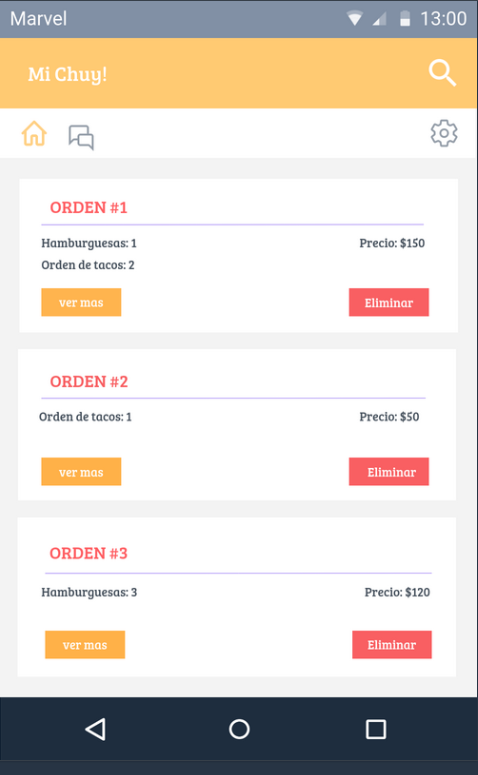 Marvel 13:00
Mi Chuy!
ORDEN #1
Hamburguesas: 1 Precio: $150
Orden de tacos: 2
ver mas Eliminar
ORDEN #2
Orden de tacos: 1 Precio: $50
ver mas Eliminar
ORDEN #3
Hamburguesas: 3 Precio: $120
ver mas Eliminar